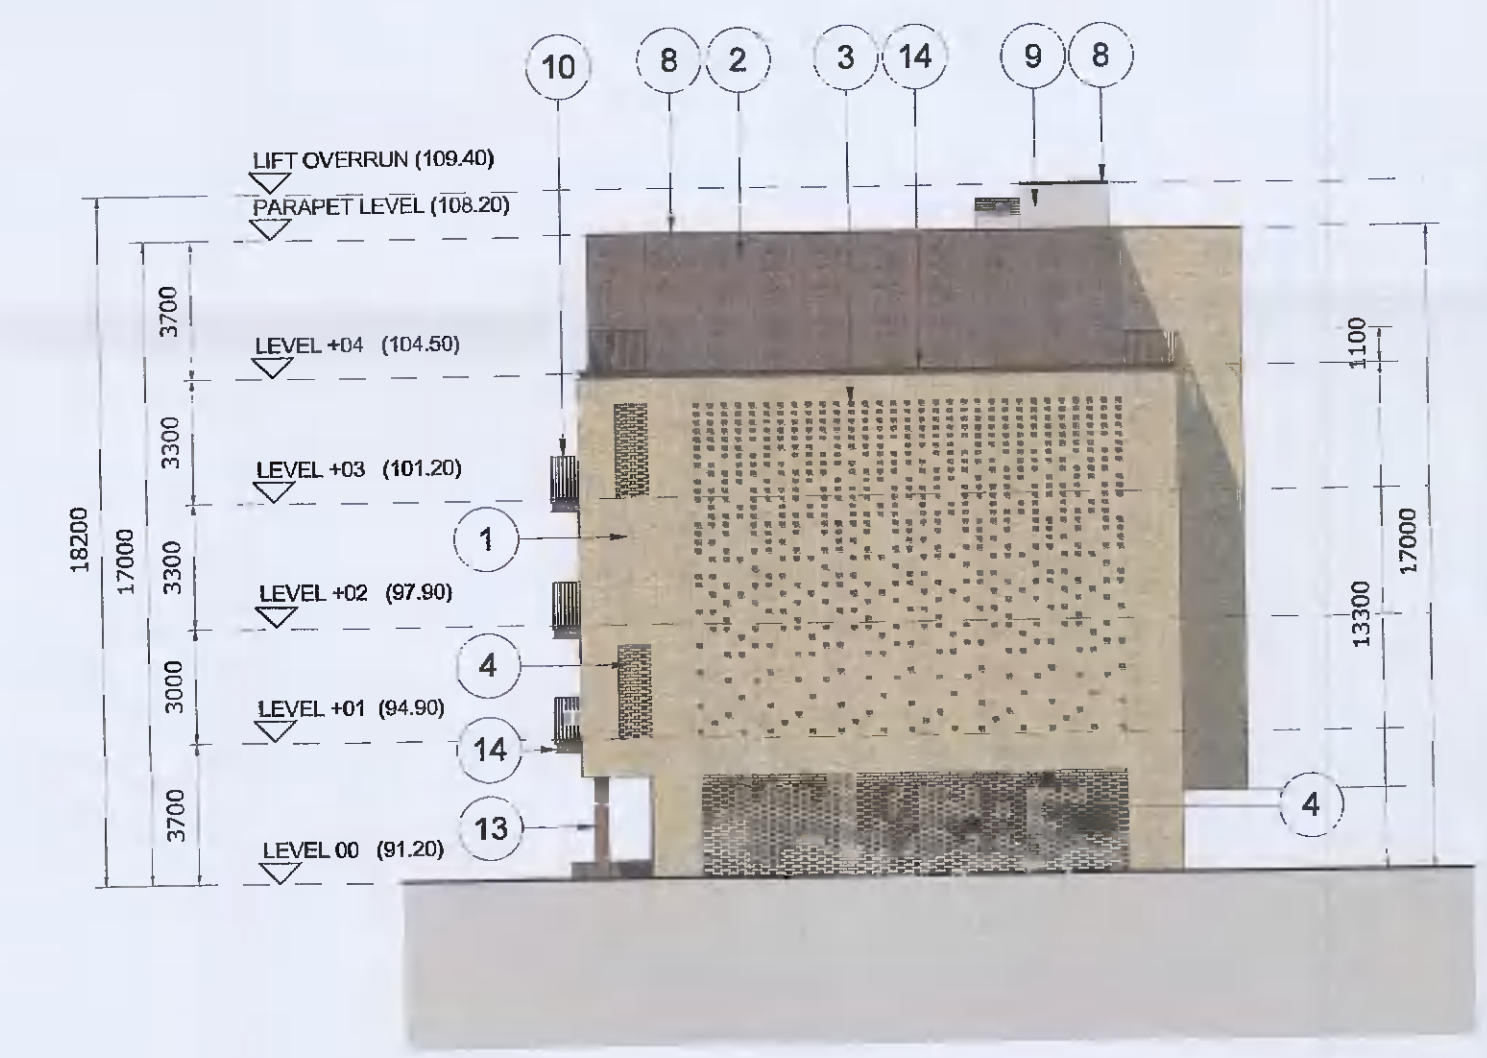 10 8 2 3 14 9 8
LIFT OVERRUN (109.40)
PARAPET LEVEL (108.20)
3700
LEVEL +04 (104.50)
1100
3300
LEVEL +03 (101.20)
18200
17000
17000
1
3300
LEVEL +02 (97.90)
13300
4
3000
LEVEL +01 (94.90)
14
4
3700
13
LEVEL 00 (91.20)